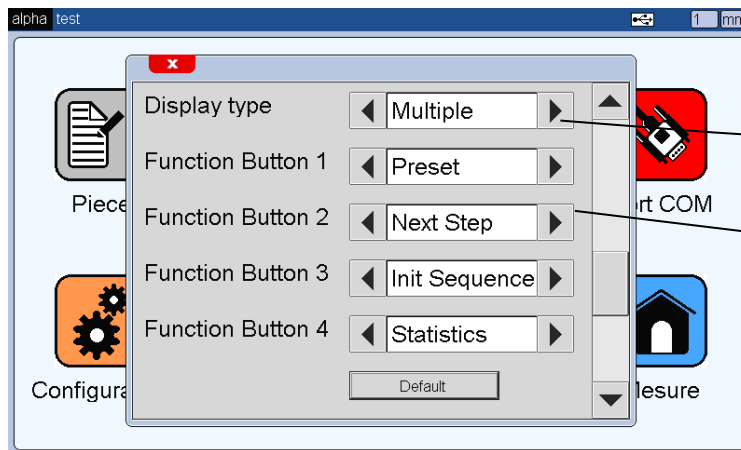 alpha test 1 mm
x
Display type Multiple
Function Button 1 Preset
Piece rt COM
Function Button 2 Next Step
Function Button 3 Init Sequence
Function Button 4 Statistics
Default
Configura esure